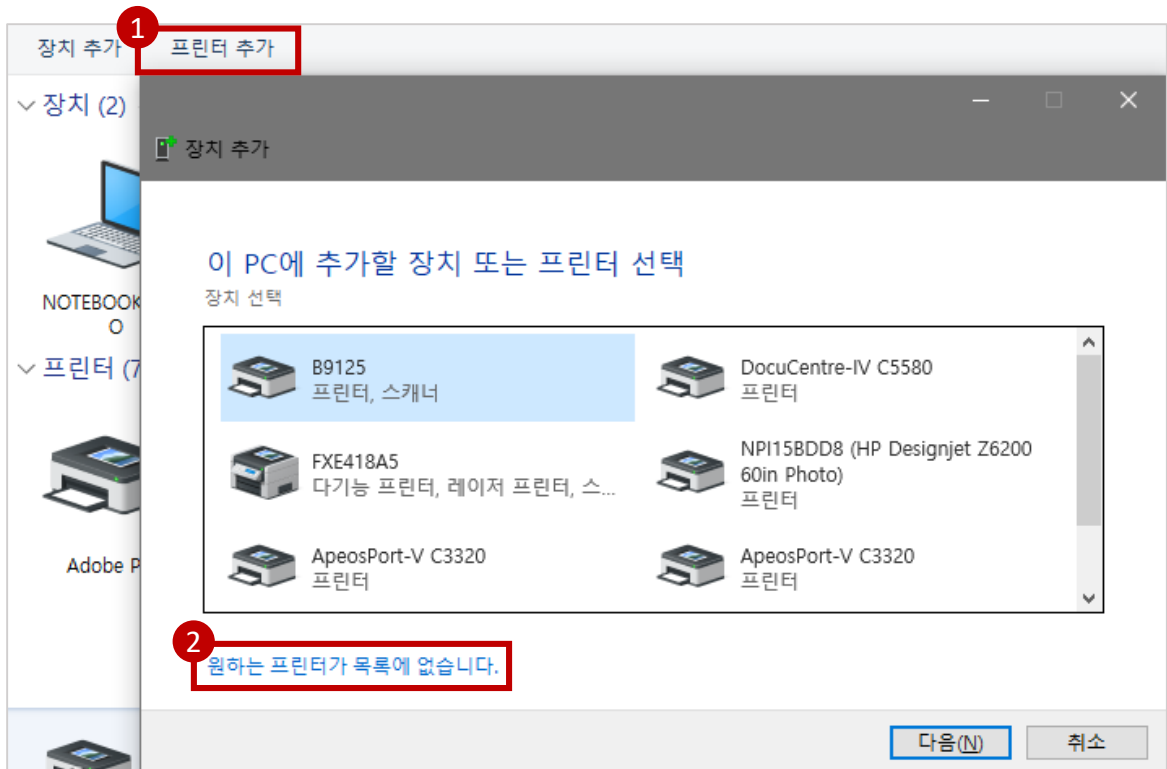 1
장치 추가
프린터 추가
장치 (2)
장치 추가
이 PC에 추가할 장치 또는 프린터 선택
장치 선택
NOTEBOOK
O
프린터 (7
B9125
프린터, 스캐너
DocuCentre-IV C5580
프린터
FXE418A5
다기능 프린터, 레이저 프린터, 스...
NPI15BDD8 (HP Designjet Z6200
60in Photo)
프린터
ApeosPort-V C3320
프린터
ApeosPort-V C3320
프린터
Adobe P
2
원하는 프린터가 목록에 없습니다.
다음(N)
취소